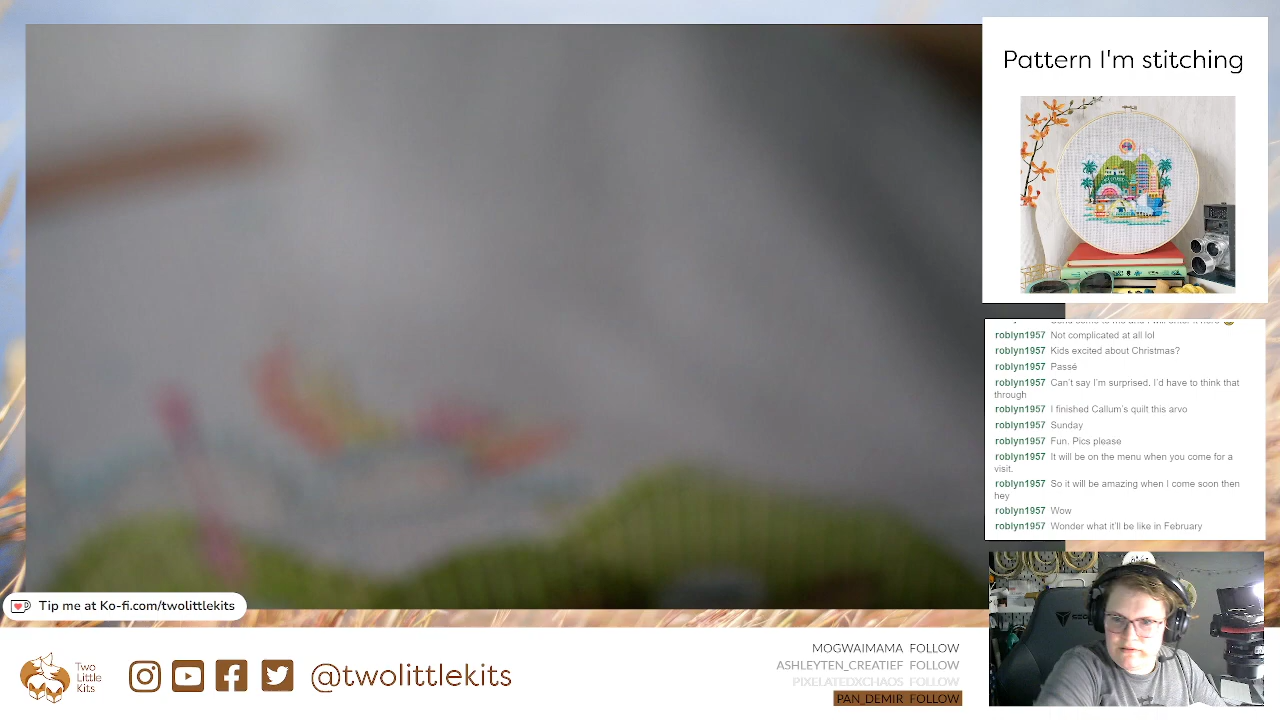 Pattern I'm stitching
roblyn1957 Not complicated at all lol
roblyn1957 Kids excited about Christmas?
roblyn1957 Passé
roblyn1957 Can't say I'm surprised. I'd have to think that
through
roblyn1957 I finished Callum's quilt this arvo
roblyn1957 Sunday
roblyn1957 Fun. Pics please
roblyn1957 It will be on the menu when you come for a
visit.
roblyn1957 So it will be amazing when I come soon then
hey
roblyn1957 Wow
roblyn1957 Wonder what it'll be like in February
Tip me at Ko-fi.com/twolittlekits
Two
Little
Kits
@twolittlekits
MOGWAIMAMA FOLLOW
ASHLEYTEN_CREATIEF FOLLOW
PIXELATEDXCHAOS FOLLOW
PAN_DEMIR FOLLOW